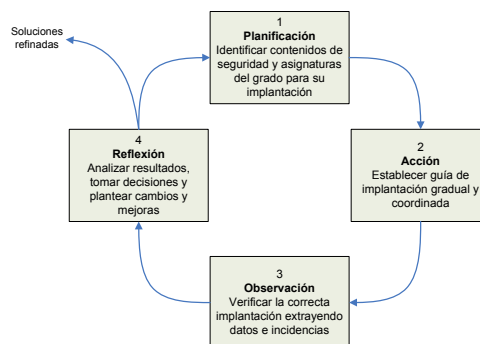 Soluciones
refinadas
1
Planificación
Identificar contenidos de
seguridad y asignaturas
del grado para su
implantación
2
Acción
Establecer guía de
implantación gradual y
coordinada
3
Observación
Verificar la correcta
implantación extrayendo
datos e incidencias
4
Reflexión
Analizar resultados,
tomar decisiones y
plantear cambios y
mejoras